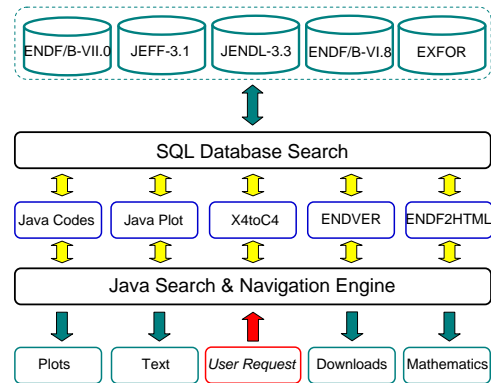 ENDF/B-VII.0 JEFF-3.1 JENDL-3.3 ENDF/B-VI.8 EXFOR
SQL Database Search
Java Codes Java Plot X4toC4 ENDVER ENDF2HTML
Java Search & Navigation Engine
Plots Text User Request Downloads Mathematics